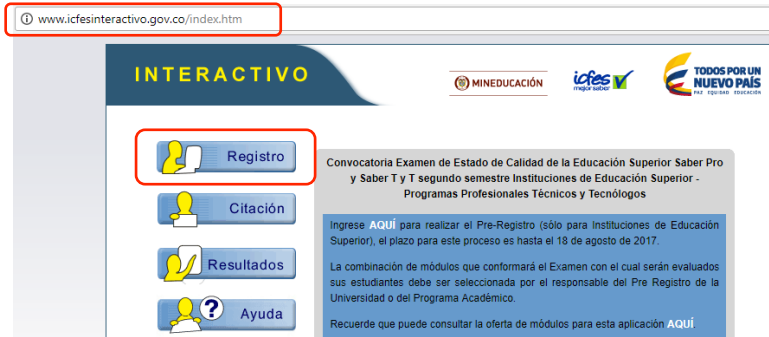 www.icfesinteractivo.gov.co/index.htm
INTERACTIVO
MINEDUCACIÓN
icfes
mejor saber
TODOS POR UN
NUEVO PAÍS
PAZ EQUIDAD EDUCACIÓN
Registro
Citación
Resultados
Ayuda
Convocatoria Examen de Estado de Calidad de la Educación Superior Saber Pro
y Saber T y T segundo semestre Instituciones de Educación Superior -
Programas Profesionales Técnicos y Tecnólogos
Ingrese AQUÍ para realizar el Pre-Registro (sólo para Instituciones de Educación
Superior), el plazo para este proceso es hasta el 18 de agosto de 2017.
La combinación de módulos que conformará el Examen con el cual serán evaluados
sus estudiantes debe ser seleccionada por el responsable del Pre Registro de la
Universidad o del Programa Académico.
Recuerde que puede consultar la oferta de módulos para esta aplicación AQUÍ.